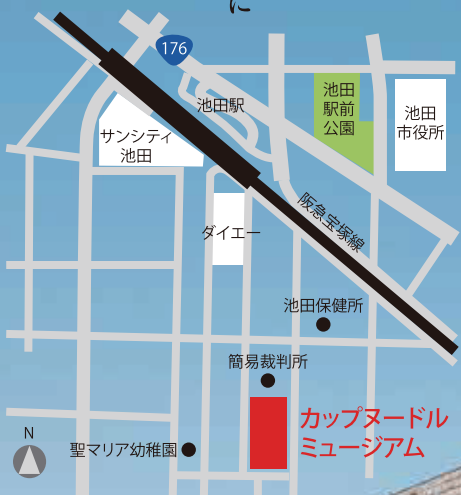 に
176
池田駅
池田
駅前
公園
池田
市役所
サンシティ
池田
ダイエー
阪急宝塚線
池田保健所
簡易裁判所
カップヌードル
ミュージアム
N
聖マリア幼稚園